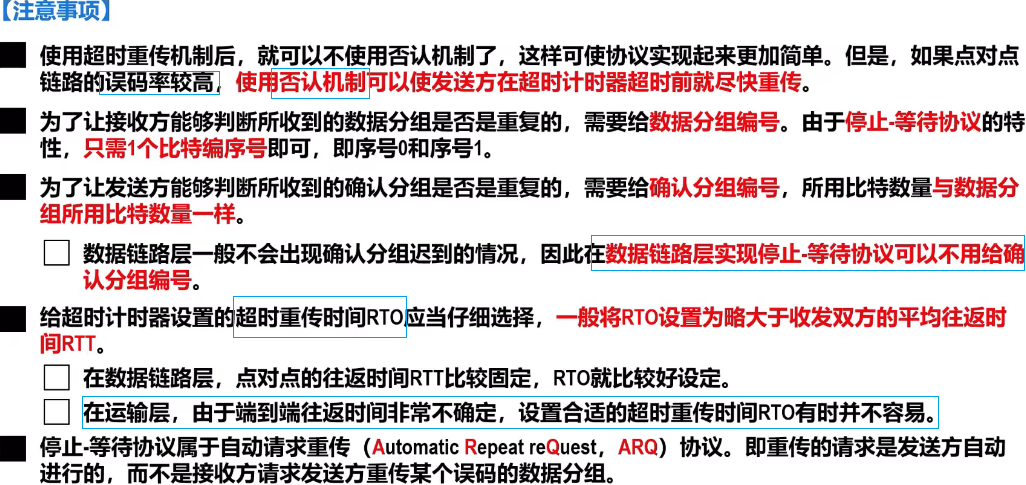 【注意事项】
使用超时重传机制后，就可以不使用否认机制了，这样可使协议实现起来更加简单。但是，如果点对点
链路的误码率较高，使用否认机制可以使发送方在超时计时器超时前就尽快重传。
为了让接收方能够判断所收到的数据分组是否是重复的，需要给数据分组编号。由于停止-等待协议的特
性，只需1个比特编序号即可，即序号0和序号1。
为了让发送方能够判断所收到的确认分组是否是重复的，需要给确认分组编号，所用比特数量与数据分
组所用比特数量一样。
数据链路层一般不会出现确认分组迟到的情况，因此在数据链路层实现停止-等待协议可以不用给确
认分组编号。
给超时计时器设置的超时重传时间RTO应当仔细选择，一般将RTO设置为略大于收发双方的平均往返时
间RTT。
在数据链路层，点对点的往返时间RTT比较固定，RTO就比较好设定。
在运输层，由于端到端往返时间非常不确定，设置合适的超时重传时间RTO有时并不容易。
停止-等待协议属于自动请求重传（Automatic Repeat reQuest，ARQ）协议。即重传的请求是发送方自动
进行的，而不是接收方请求发送方重传某个误码的数据分组。